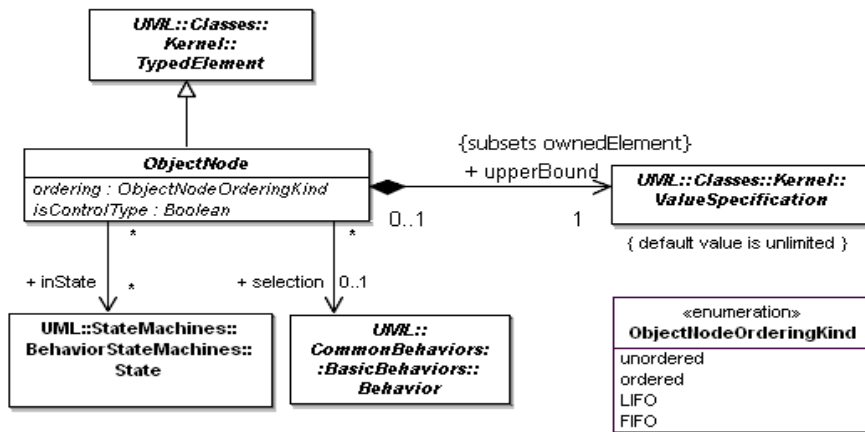 UML::Classes::
Kernel::
TypedElement
ObjectNode
ordering : ObjectNodeOrderingKind
isControlType : Boolean
{subsets ownedElement}
+ upperBound
0..1
1
UML::Classes::Kernel::
ValueSpecification
{ default value is unlimited }
*
*
+ inState
*
+ selection
0..1
UML::StateMachines::
BehaviorStateMachines::
State
UML::
CommonBehaviors:
:BasicBehaviors::
Behavior
«enumeration»
ObjectNodeOrderingKind
unordered
ordered
LIFO
FIFO